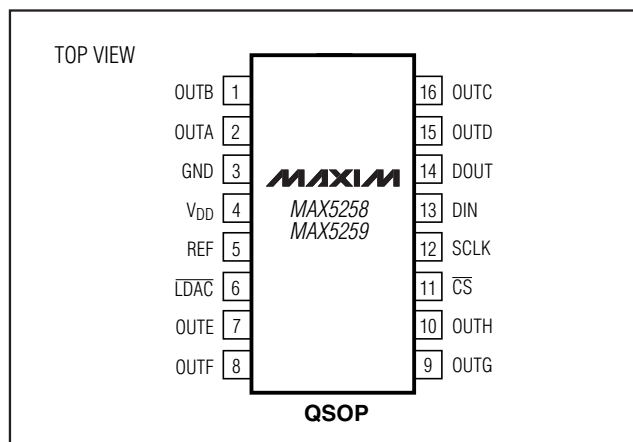 TOP VIEW
OUTB 1
OUTA 2
GND 3
VDD 4
REF 5
LDAC 6
OUTE 7
OUTF 8
MAXIM
MAX5258
MAX5259
16 OUTC
15 OUTD
14 DOUT
13 DIN
12 SCLK
11 CS
10 OUTH
9 OUTG
QSOP